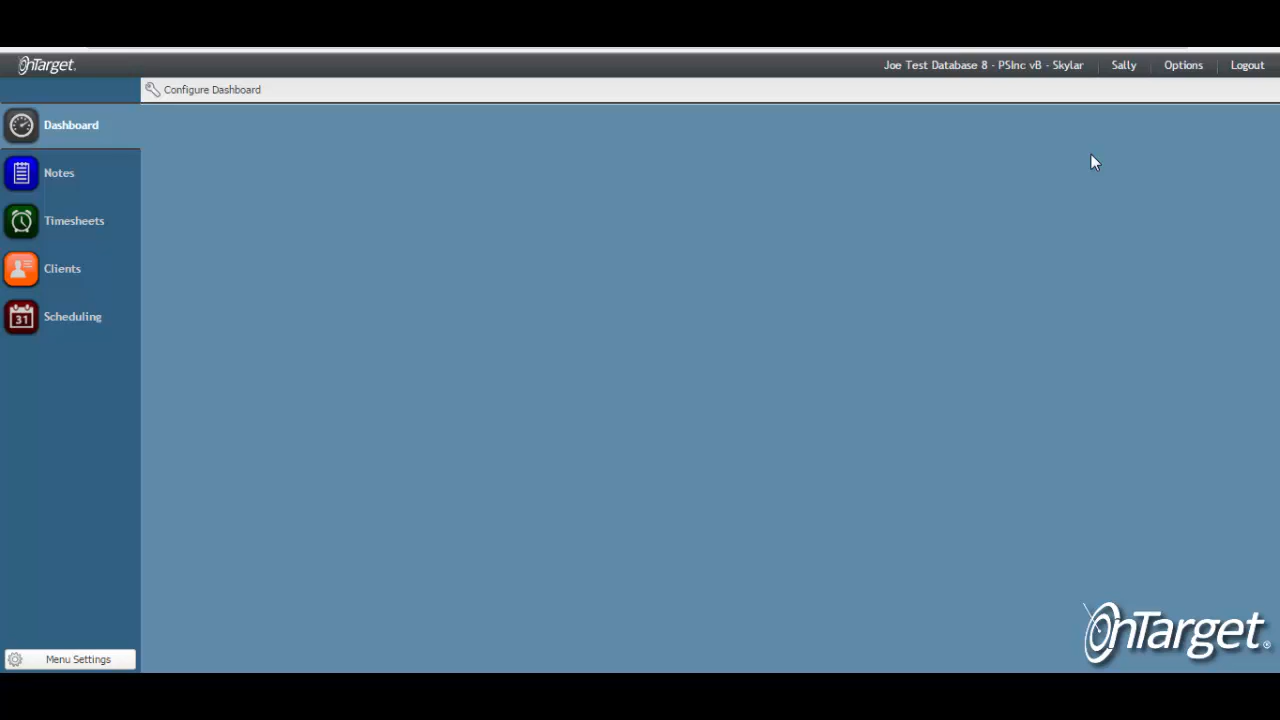 OnTarget.
Joe Test Database 8 - PSInc vB - Skylar
Sally
Options
Logout
Configure Dashboard
Dashboard
Notes
Timesheets
Clients
31
Scheduling
Menu Settings
OnTarget®